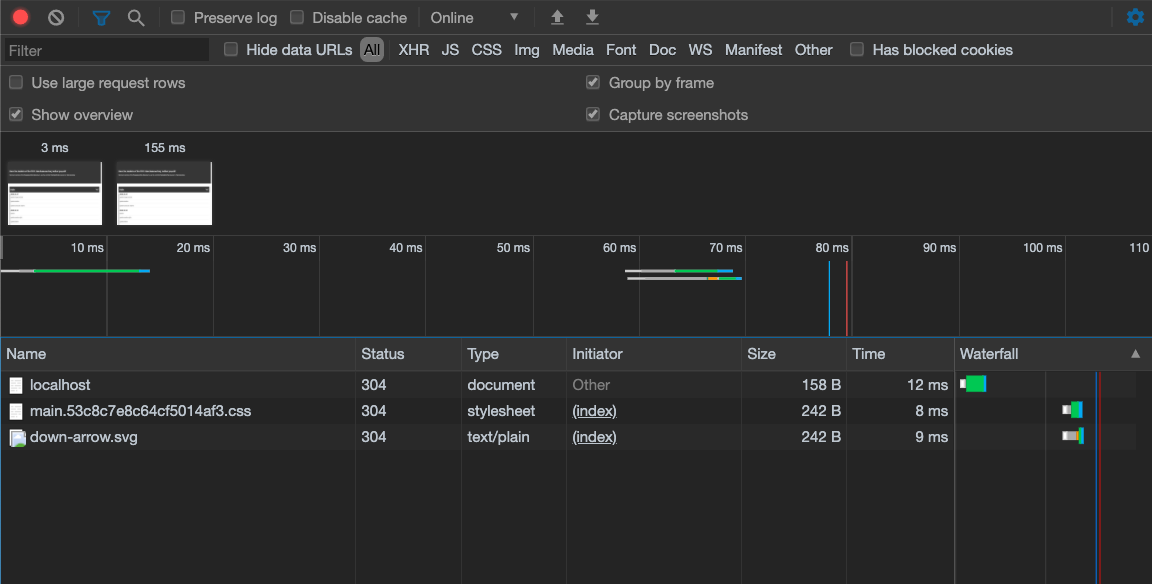 Preserve log Disable cache Online
Filter Hide data URLs All XHR JS CSS Img Media Font Doc WS Manifest Other Has blocked cookies
Use large request rows Group by frame
Show overview Capture screenshots
3 ms 155 ms
10 ms 20 ms 30 ms 40 ms 50 ms 60 ms 70 ms 80 ms 90 ms 100 ms 110
Name Status Type Initiator Size Time Waterfall
localhost 304 document Other 158 B 12 ms
main.53c8c7e8c64cf5014af3.css 304 stylesheet (index) 242 B 8 ms
down-arrow.svg 304 text/plain (index) 242 B 9 ms